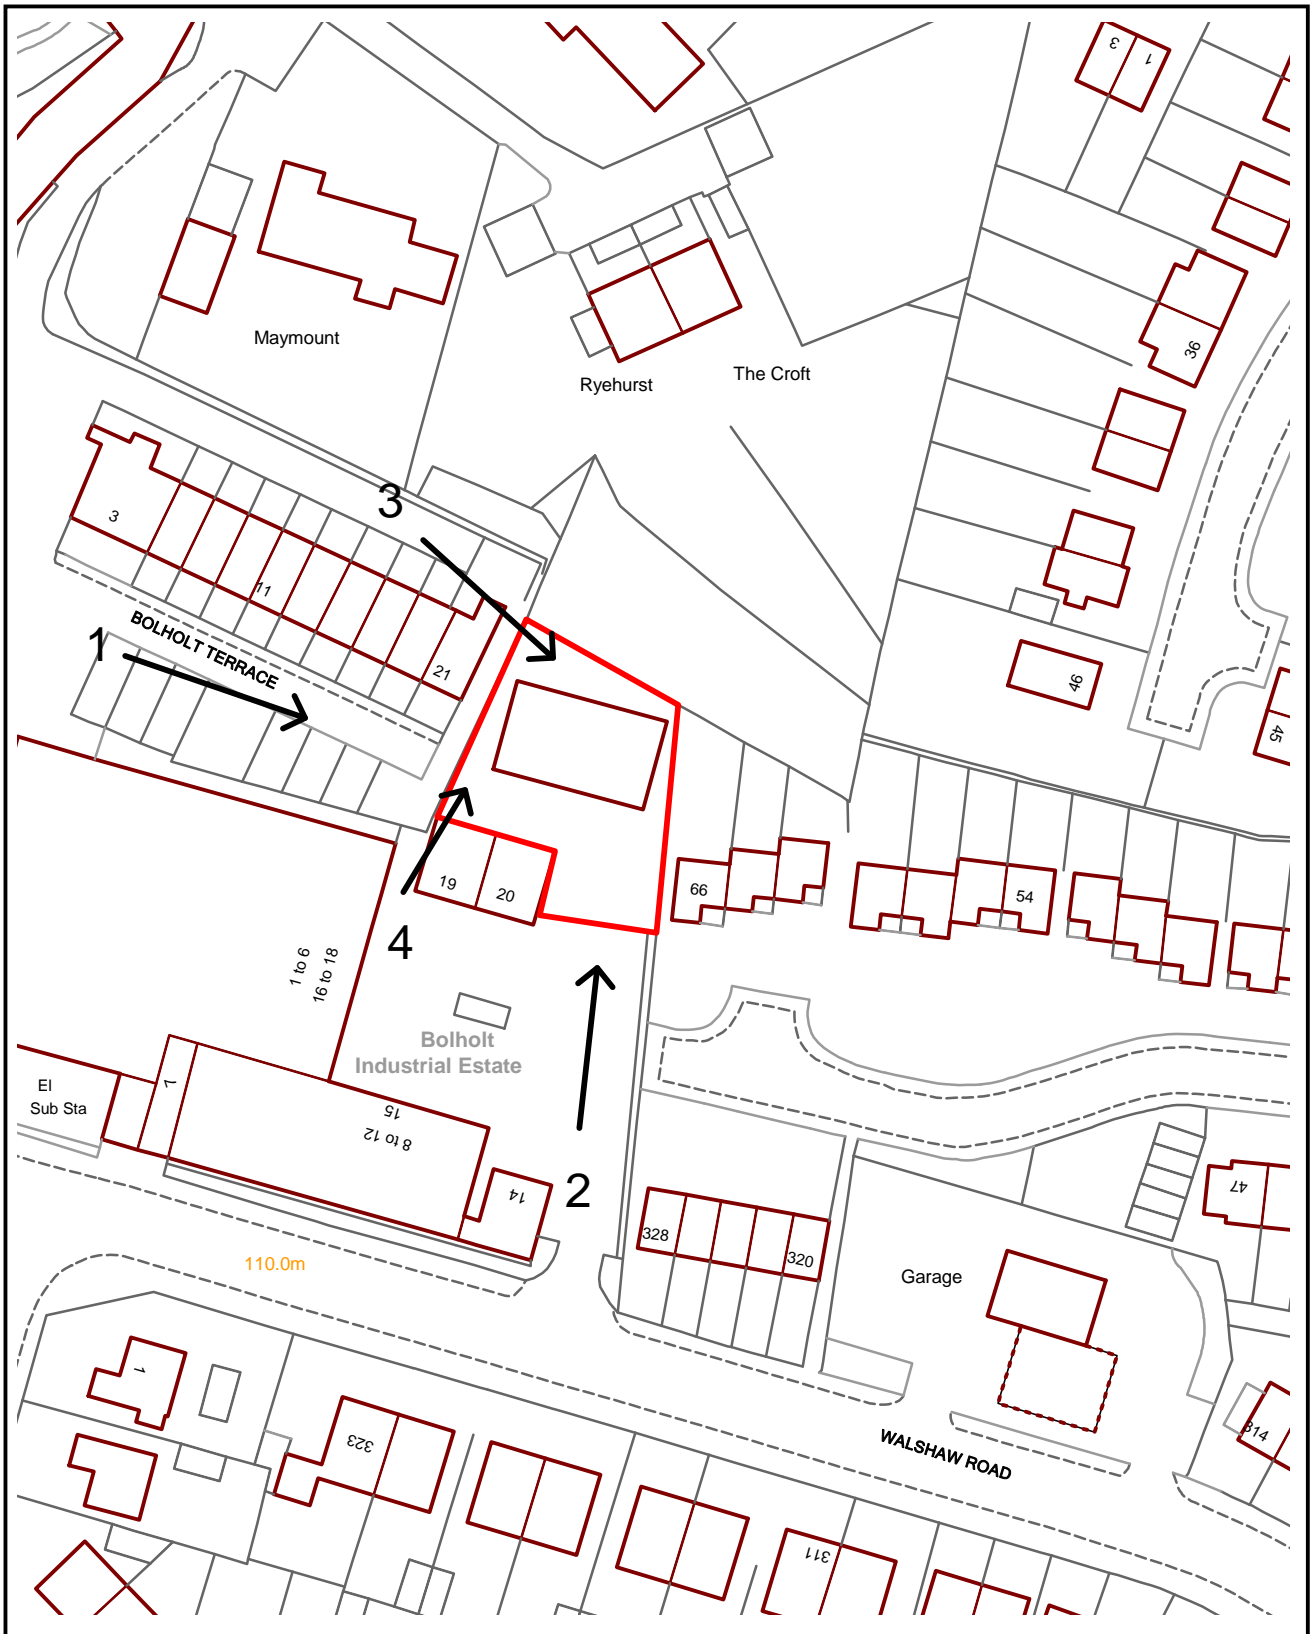 3
1
Maymount
Ryehurst
The Croft
36
3
3
11
BOLHOLT TERRACE
1
21
46
45
66
54
19
20
4
1 to 6
16 to 18
Bolholt
Industrial Estate
El
Sub Sta
7
15
8 to 12
14
2
47
328
320
110.0m
Garage
1
323
314
WALSHAW ROAD
311